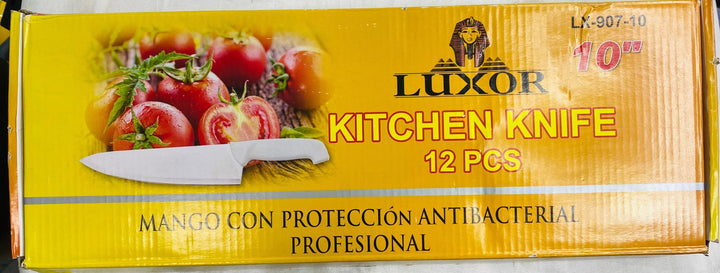 LX-907-10
10"
LUXOR
KITCHEN KNIFE
12 PCS
MANGO CON PROTECCIÓN ANTIBACTERIAL
PROFESIONAL